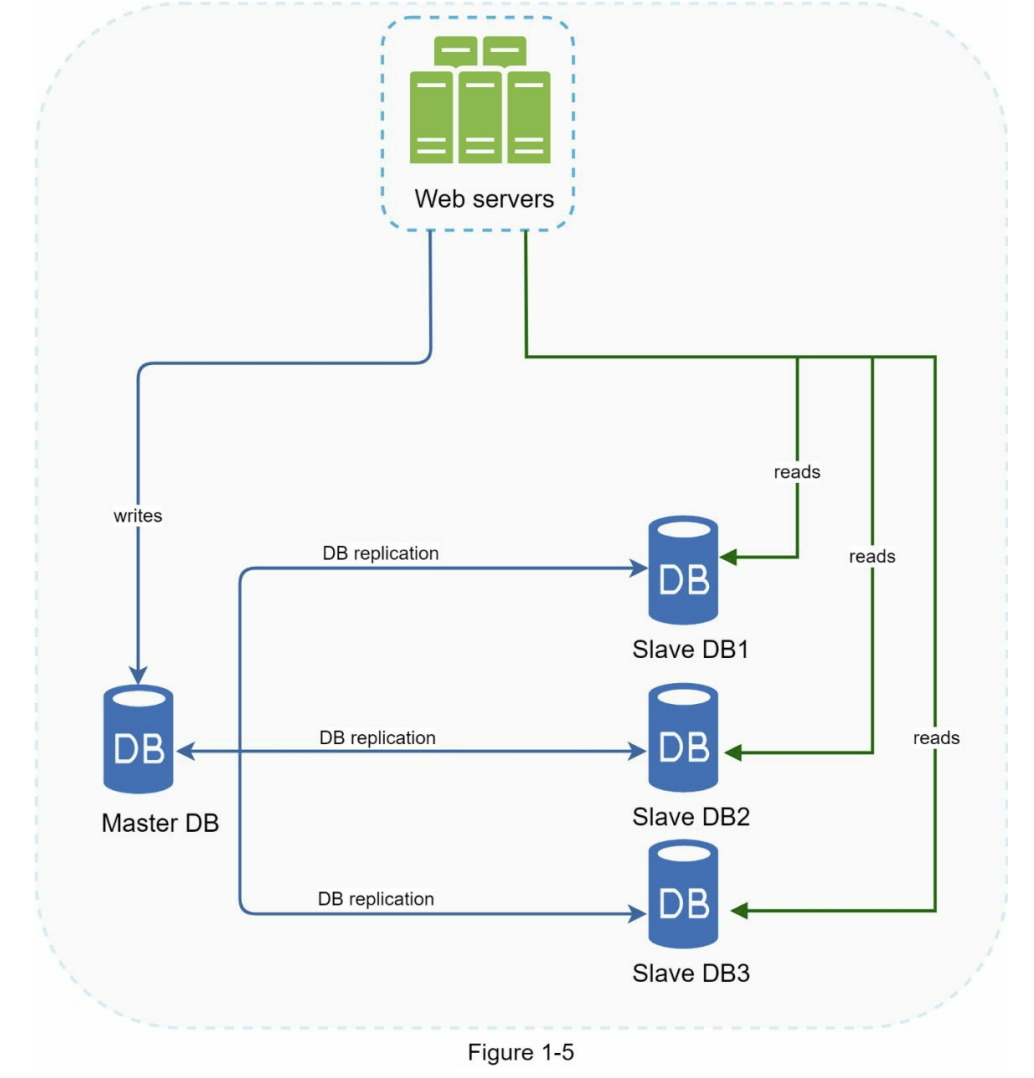 Web servers
reads
writes
DB replication
DB
reads
Slave DB1
DB
DB replication
DB
reads
Master DB
Slave DB2
DB replication
DB
Slave DB3
Figure 1-5